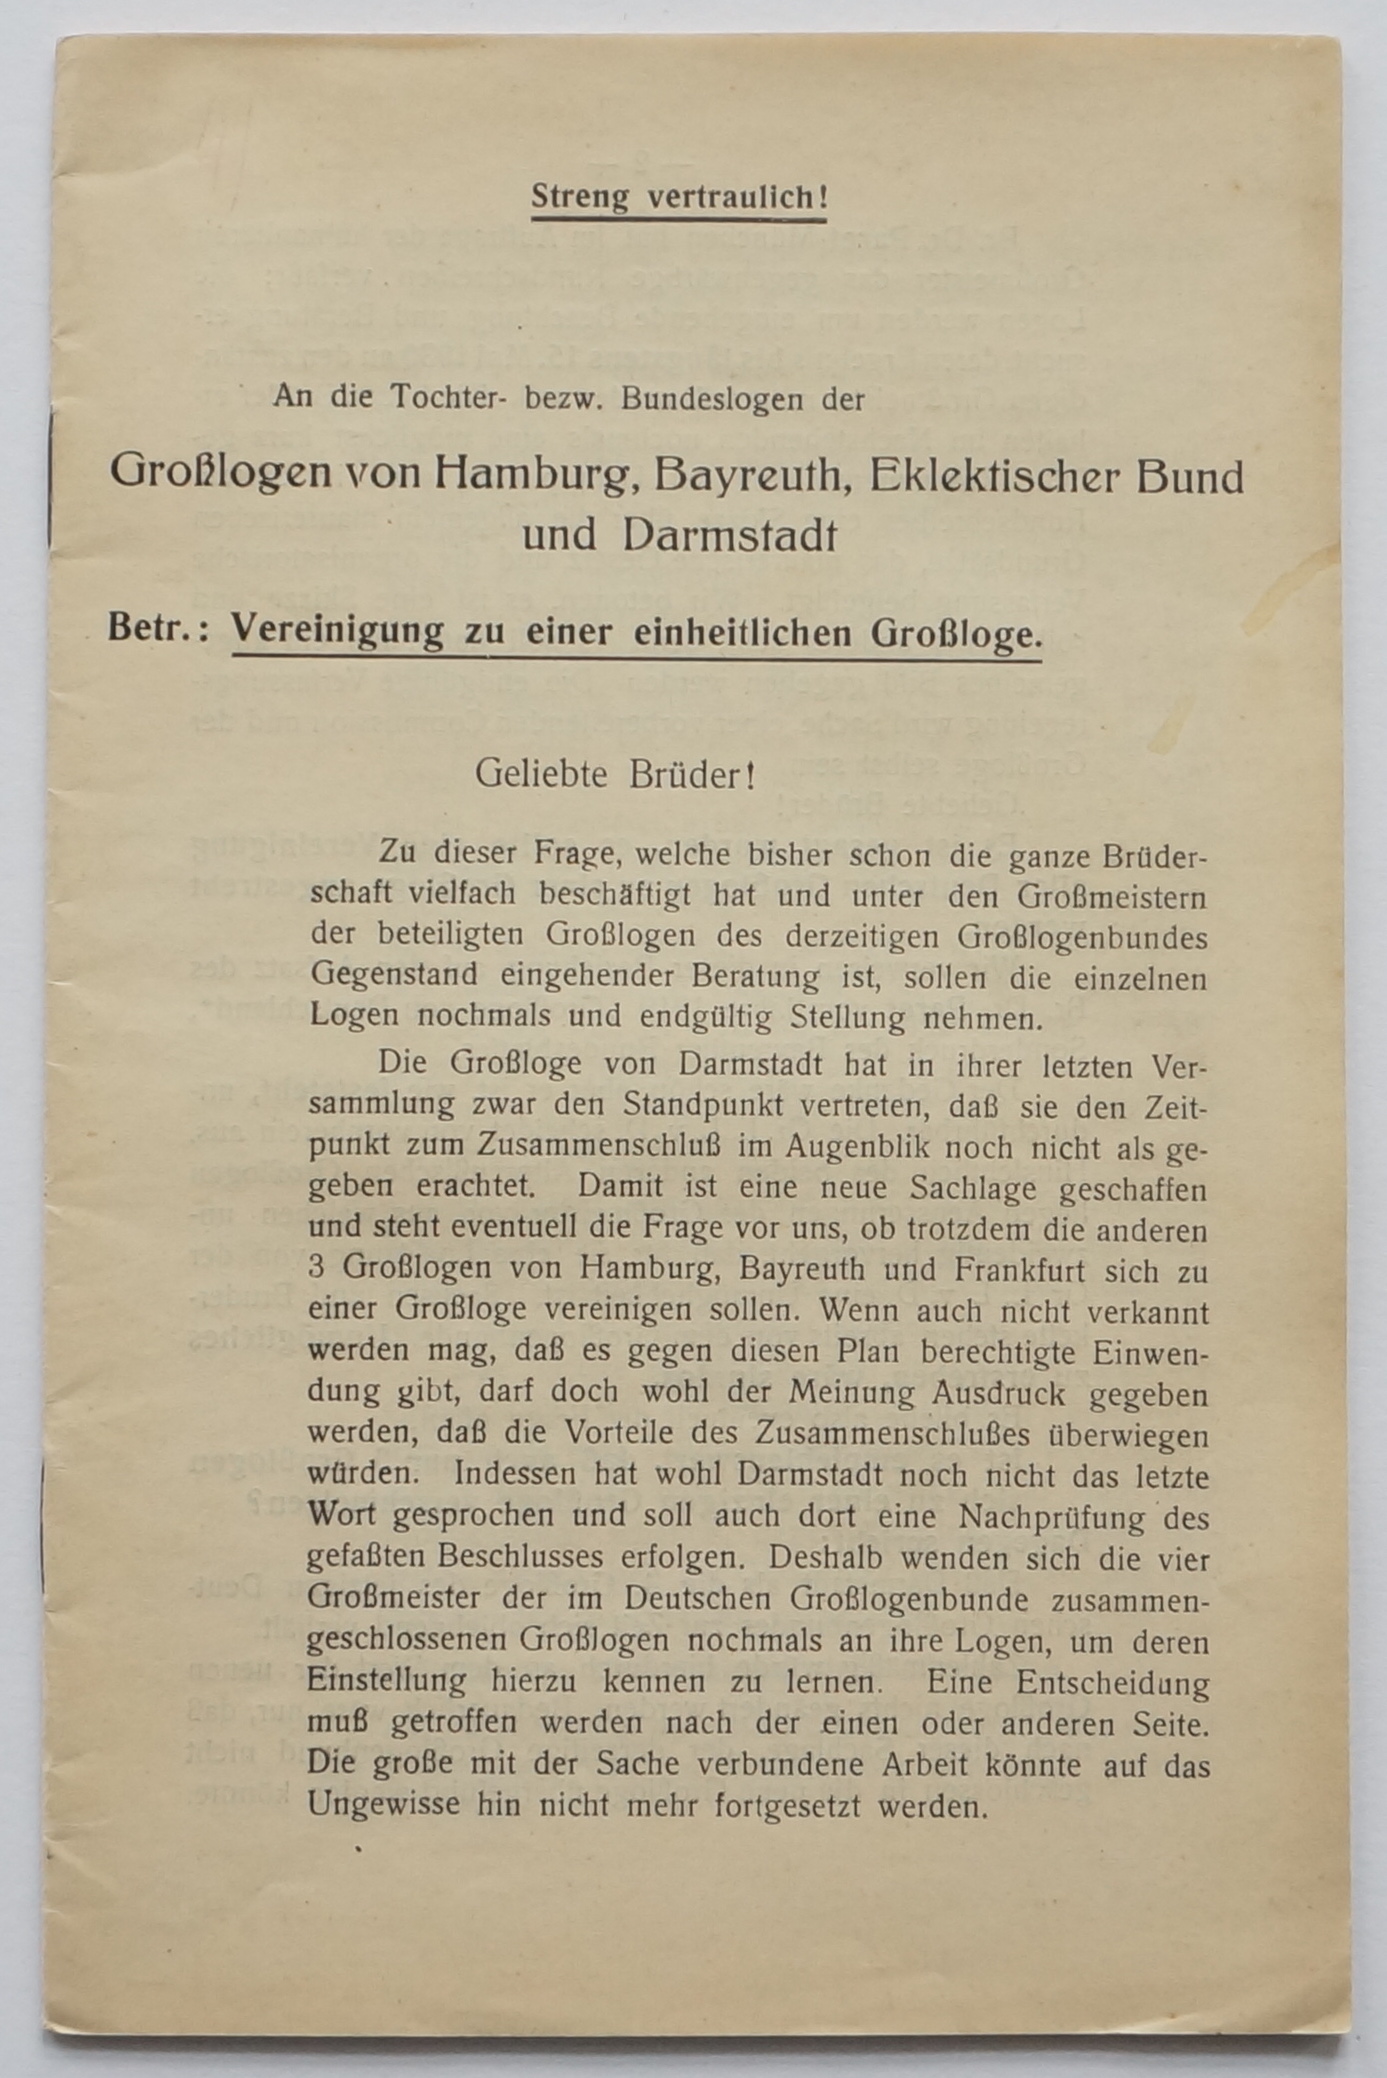 Streng vertraulich!
An die Tochter- bezw. Bundeslogen der
Großlogen von Hamburg, Bayreuth, Eklektischer Bund
und Darmstadt
Betr.: Vereinigung zu einer einheitlichen Großloge.
Geliebte Brüder!
Zu dieser Frage, welche bisher schon die ganze Brüder-
schaft vielfach beschäftigt hat und unter den Großmeistern
der beteiligten Großlogen des derzeitigen Großlogenbundes
Gegenstand eingehender Beratung ist, sollen die einzelnen
Logen nochmals und endgültig Stellung nehmen.
Die Großloge von Darmstadt hat in ihrer letzten Ver-
sammlung zwar den Standpunkt vertreten, daß sie den Zeit-
punkt zum Zusammenschluß im Augenblik noch nicht als ge-
geben erachtet. Damit ist eine neue Sachlage geschaffen
und steht eventuell die Frage vor uns, ob trotzdem die anderen
3 Großlogen von Hamburg, Bayreuth und Frankfurt sich zu
einer Großloge vereinigen sollen. Wenn auch nicht verkannt
werden mag, daß es gegen diesen Plan berechtigte Einwen-
dung gibt, darf doch wohl der Meinung Ausdruck gegeben
werden, daß die Vorteile des Zusammenschlußes überwiegen
würden. Indessen hat wohl Darmstadt noch nicht das letzte
Wort gesprochen und soll auch dort eine Nachprüfung des
gefaßten Beschlusses erfolgen. Deshalb wenden sich die vier
Großmeister der im Deutschen Großlogenbunde zusammen-
geschlossenen Großlogen nochmals an ihre Logen, um deren
Einstellung hierzu kennen zu lernen. Eine Entscheidung
muß getroffen werden nach der einen oder anderen Seite.
Die große mit der Sache verbundene Arbeit könnte auf das
Ungewisse hin nicht mehr fortgesetzt werden.